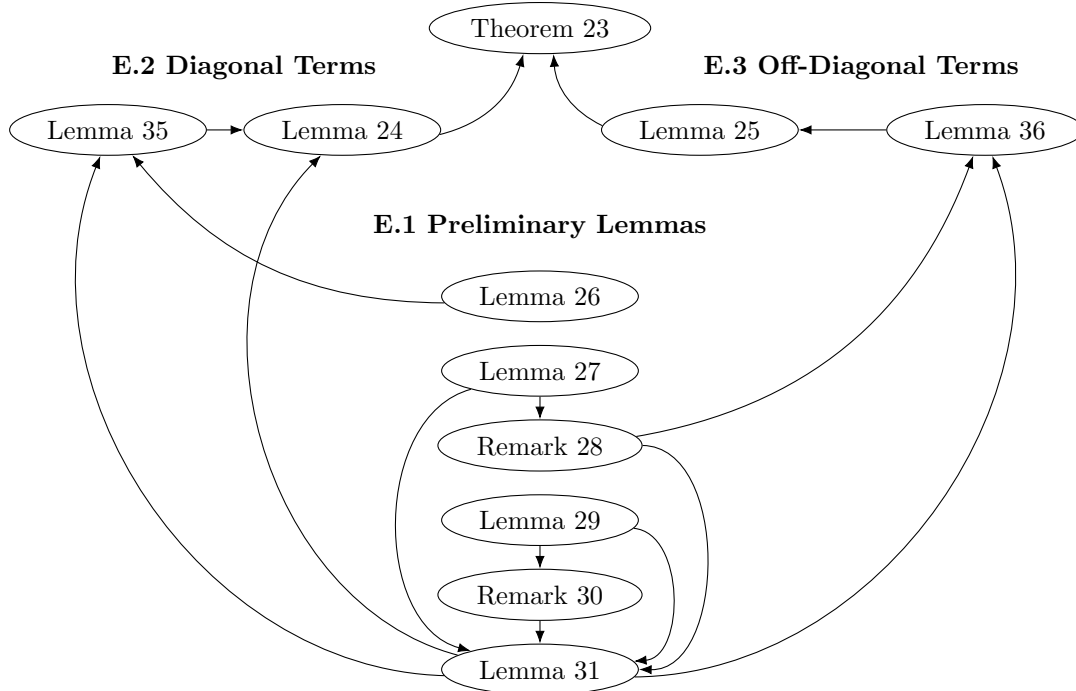 Theorem 23
E.2 Diagonal Terms
E.3 Off-Diagonal Terms
Lemma 35
Lemma 24
Lemma 25
Lemma 36
E.1 Preliminary Lemmas
Lemma 26
Lemma 27
Remark 28
Lemma 29
Remark 30
Lemma 31